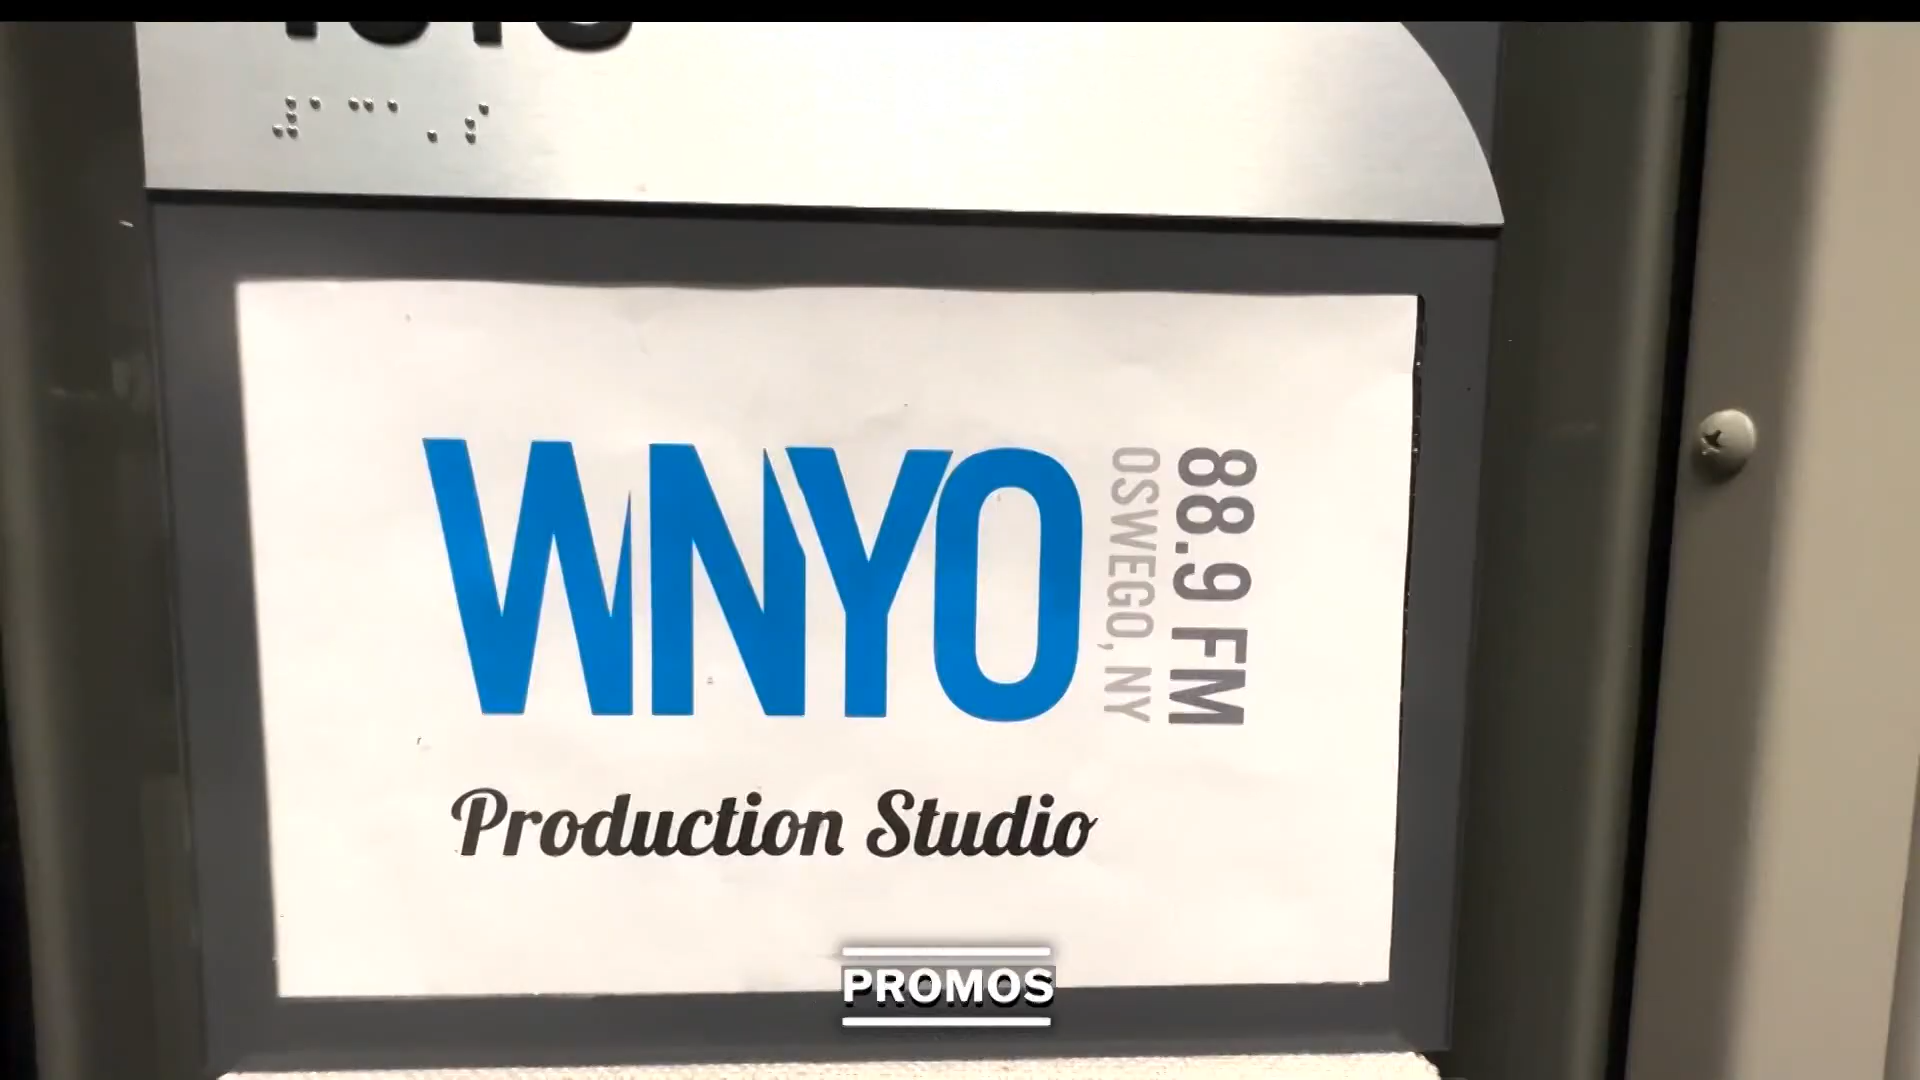 WNYO
OSWEGO, NY
88.9 FM
Production Studio
PROMOS